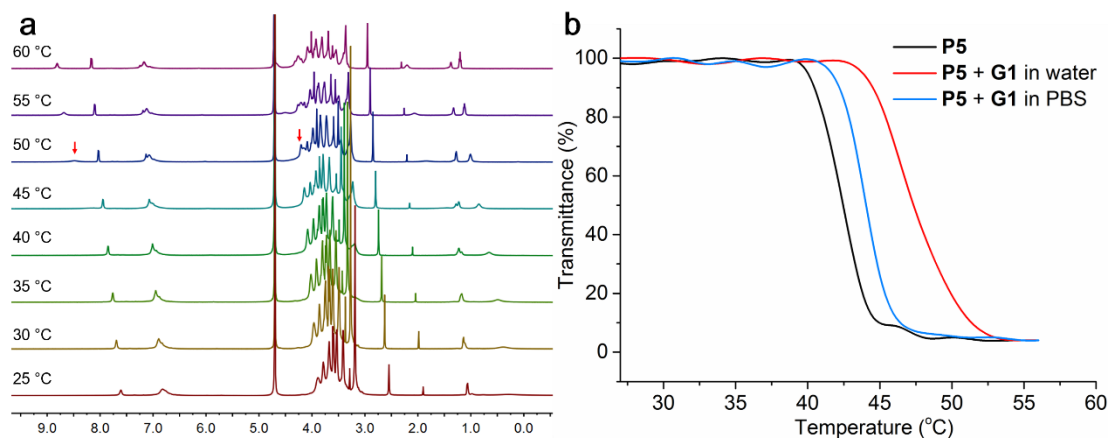 a
60 °C
55 °C
50 °C
45 °C
40 °C
35 °C
30 °C
25 °C
9.0 8.0 7.0 6.0 5.0 4.0 3.0 2.0 1.0 0.0
b
P5
P5 + G1 in water
P5 + G1 in PBS
Transmittance (%)
100
80
60
40
20
0
30 35 40 45 50 55 60
Temperature (°C)